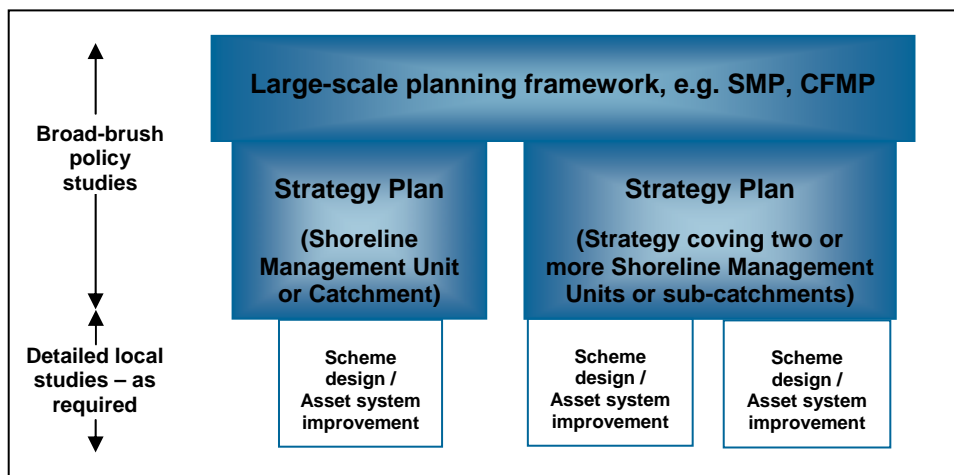 Large-scale planning framework, e.g. SMP, CFMP
Broad-brush
policy
studies
Strategy Plan
(Shoreline
Management Unit
or Catchment)
Strategy Plan
(Strategy coving two or
more Shoreline Management
Units or sub-catchments)
Detailed local
studies – as
required
Scheme
design /
Asset system
improvement
Scheme
design /
Asset system
improvement
Scheme
design /
Asset system
improvement